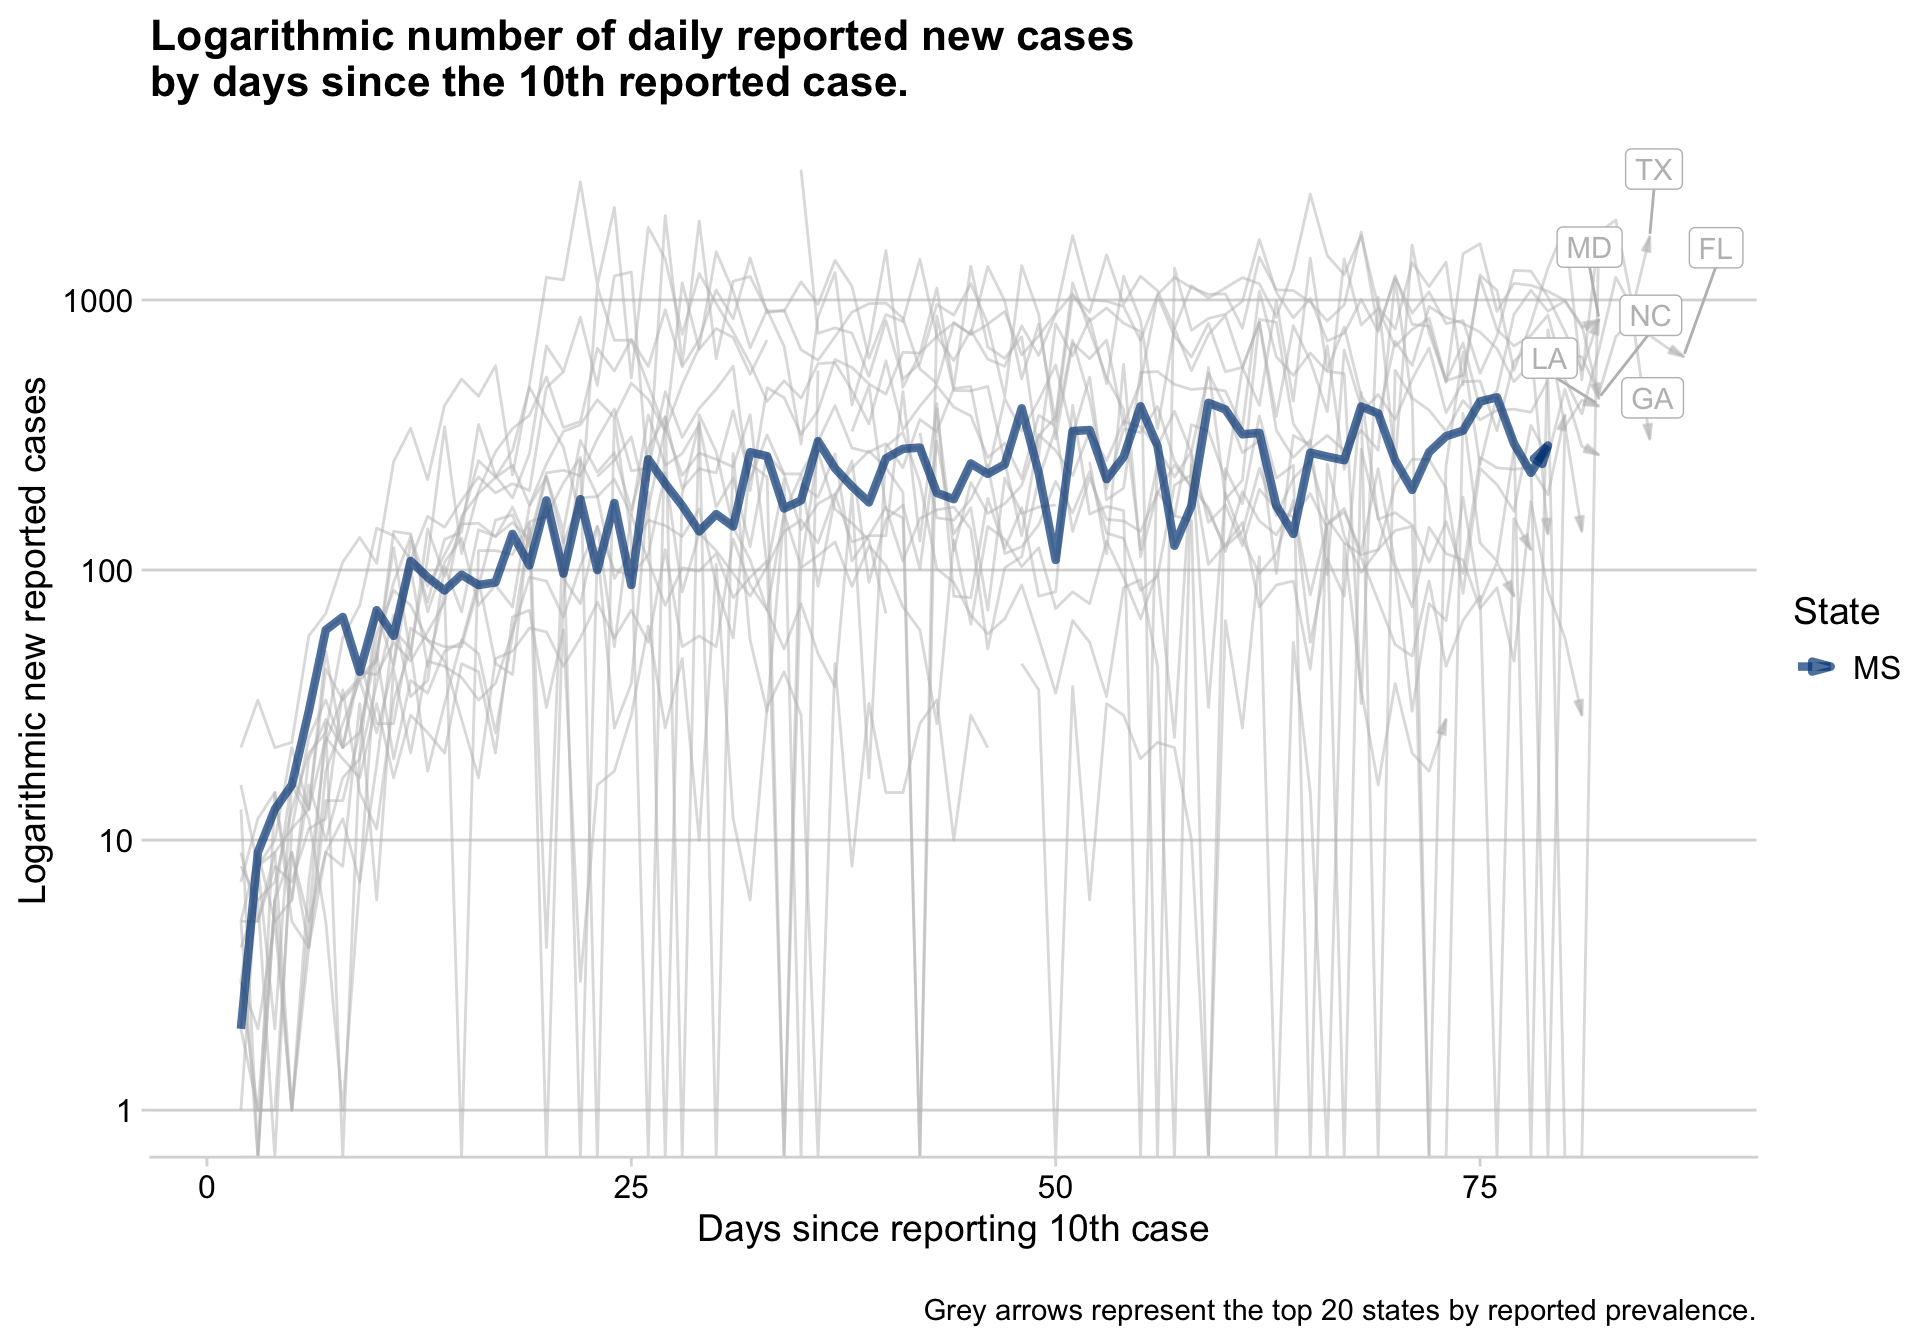 Logarithmic number of daily reported new cases
by days since the 10th reported case.
Logarithmic new reported cases
1000
100
10
1
TX
MD
FL
NC
LA
GA
State
MS
0
25
50
75
Days since reporting 10th case
Grey arrows represent the top 20 states by reported prevalence.